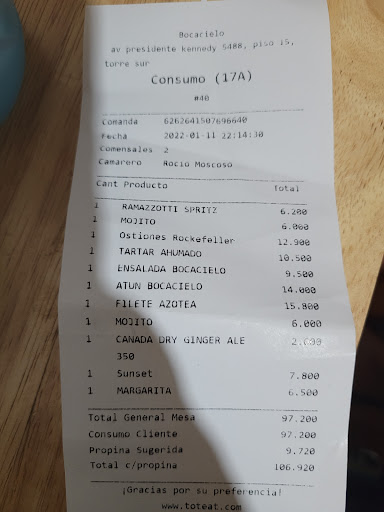 Bocacielo
av presidente kennedy 5488, piso 15,
torre sur
Consumo (17A)
#40
Comanda 6262641507696640
Fecha 2022-01-11 22:14:30
Comensales 2
Camarero Rocio Moscoso
Cant Producto Total
1 RAMAZZOTTI SPRITZ 6.200
1 MOJITO 6.000
1 Ostiones Rockefeller 12.900
1 TARTAR AHUMADO 10.500
1 ENSALADA BOCACIELO 9.500
1 ATUN BOCACIELO 14.000
1 FILETE AZOTEA 15.800
1 MOJITO 6.000
1 CANADA DRY GINGER ALE 2.000
350
1 Sunset 7.800
1 MARGARITA 6.500
Total General Mesa 97.200
Consumo Cliente 97.200
Propina Sugerida 9.720
Total c/propina 106.920
¡Gracias por su preferencia!
www.toteat.com